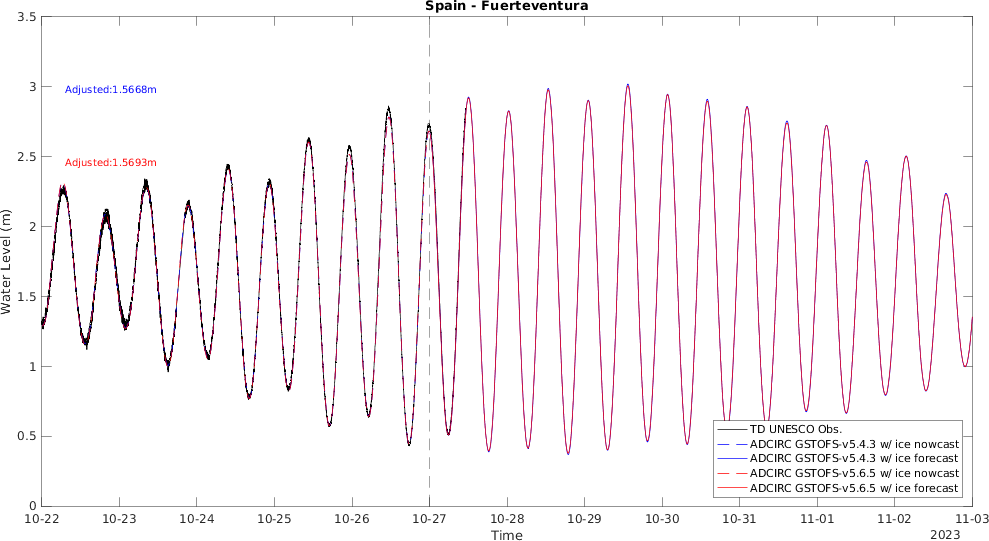 Spain - Fuerteventura
3.5
3
2.5
2
1.5
1
0.5
0
Water Level (m)
Adjusted:1.5668m
Adjusted:1.5693m
TD UNESCO Obs.
ADCIRC GSTOFS-v5.4.3 w/ ice nowcast
ADCIRC GSTOFS-v5.4.3 w/ ice forecast
ADCIRC GSTOFS-v5.6.5 w/ ice nowcast
ADCIRC GSTOFS-v5.6.5 w/ ice forecast
10-22 10-23 10-24 10-25 10-26 10-27 10-28 10-29 10-30 10-31 11-01 11-02 11-03
Time
2023